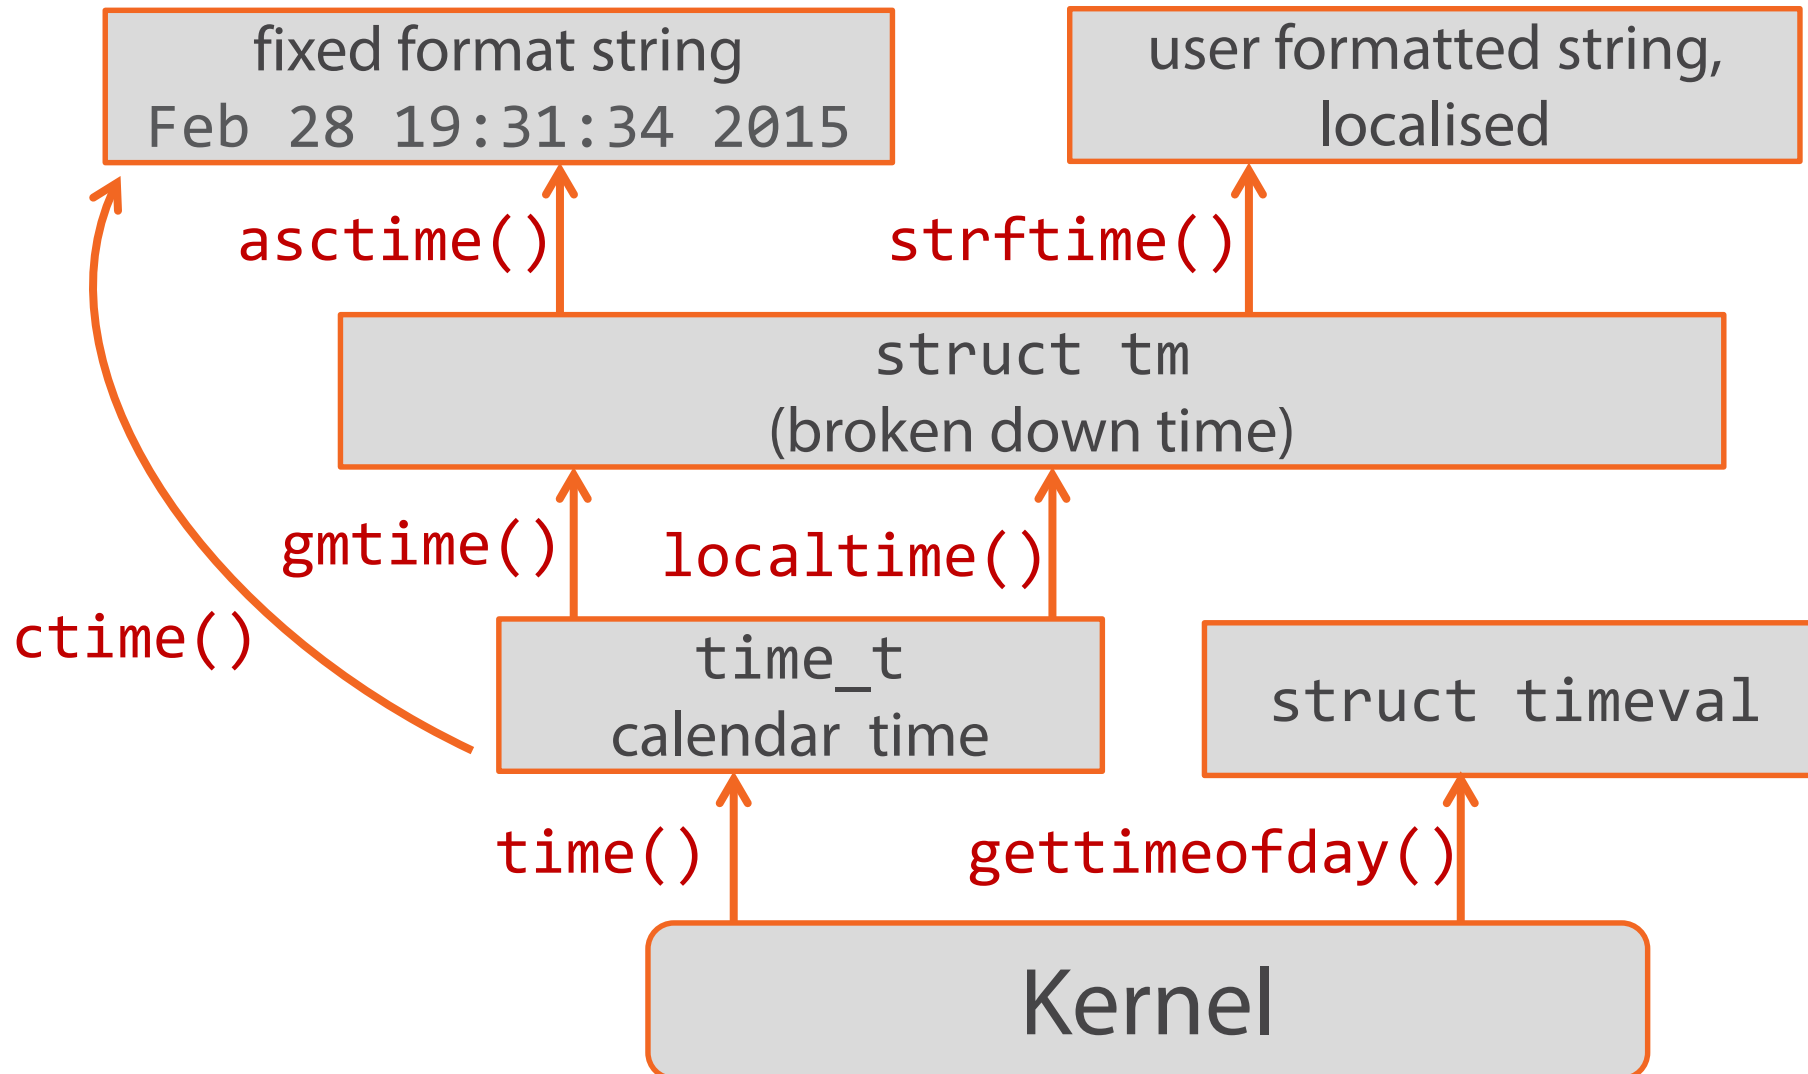 fixed format string
Feb 28 19:31:34 2015
user formatted string,
localised
asctime()
strftime()
struct tm
(broken down time)
gmtime()
localtime()
ctime()
time_t
calendar time
struct timeval
time()
gettimeofday()
Kernel